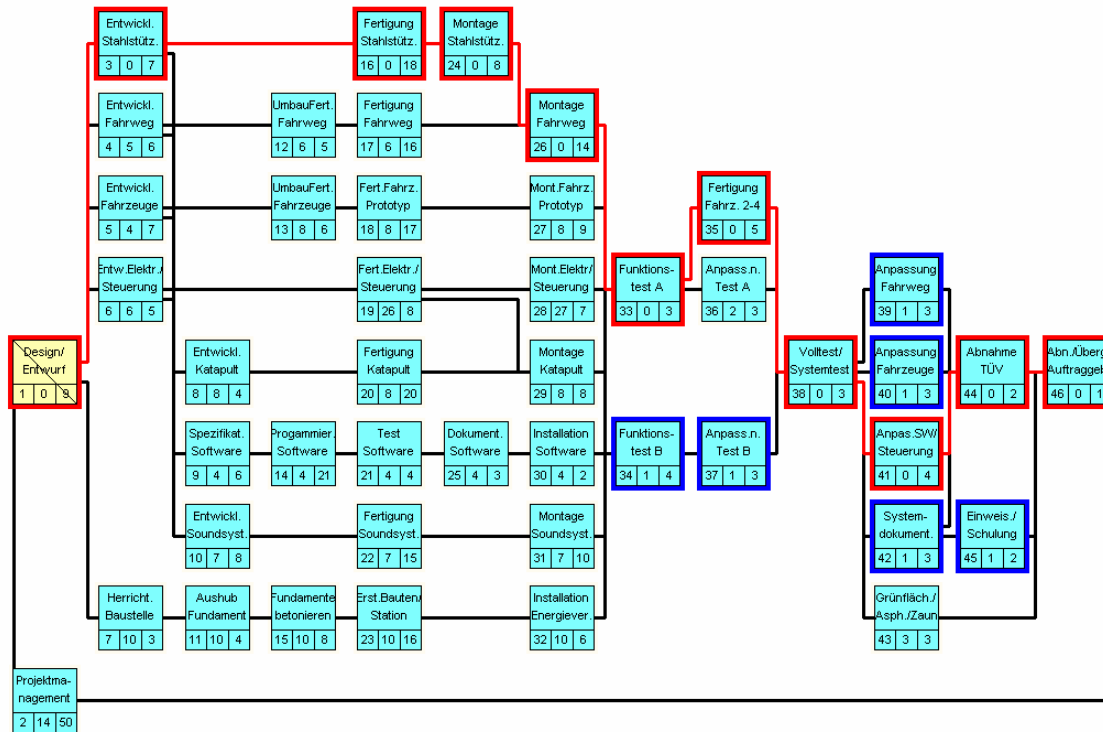 Entwickl.
Stahlstütz.
3 0 7
Fertigung
Stahlstütz.
16 0 18
Montage
Stahlstütz.
24 0 8
Entwickl.
Fahrweg
4 5 6
UmbauFert.
Fahrweg
12 6 5
Fertigung
Fahrweg
17 6 16
Montage
Fahrweg
26 0 14
Entwickl.
Fahrzeuge
5 4 7
UmbauFert.
Fahrzeuge
13 8 6
Fert.Fahrz.
Prototyp
18 8 17
Mont.Fahrz.
Prototyp
27 8 9
Fertigung
Fahrz. 2-4
35 0 5
Entw.Elektr./
Steuerung
6 6 5
Fert.Elektr./
Steuerung
19 26 8
Mont.Elektr/
Steuerung
28 27 7
Funktions-
test A
33 0 3
Anpass.n.
Test A
36 2 3
Anpassung
Fahrweg
39 1 3
Design/
Entwurf
1 0 9
Entwickl.
Katapult
8 8 4
Fertigung
Katapult
20 8 20
Montage
Katapult
29 8 8
Volltest/
Systemtest
38 0 3
Anpassung
Fahrzeuge
40 1 3
Abnahme
TÜV
44 0 2
Abn./Überg
Auftraggeb
46 0 1
Spezifikat.
Software
9 4 6
Progammier.
Software
14 4 21
Test
Software
21 4 4
Dokument.
Software
25 4 3
Installation
Software
30 4 2
Funktions-
test B
34 1 4
Anpass.n.
Test B
37 1 3
Anpas.SW/
Steuerung
41 0 4
Entwickl.
Soundsyst.
10 7 8
Fertigung
Soundsyst.
22 7 15
Montage
Soundsyst.
31 7 10
System-
dokument.
42 1 3
Einweis./
Schulung
45 1 2
Herricht.
Baustelle
7 10 3
Aushub
Fundament
11 10 4
Fundamente
betonieren
15 10 8
Erst.Bauten/
Station
23 10 16
Installation
Energiever.
32 10 6
Grünfläch./
Asph./Zaun
43 3 3
Projektma-
nagement
2 14 50